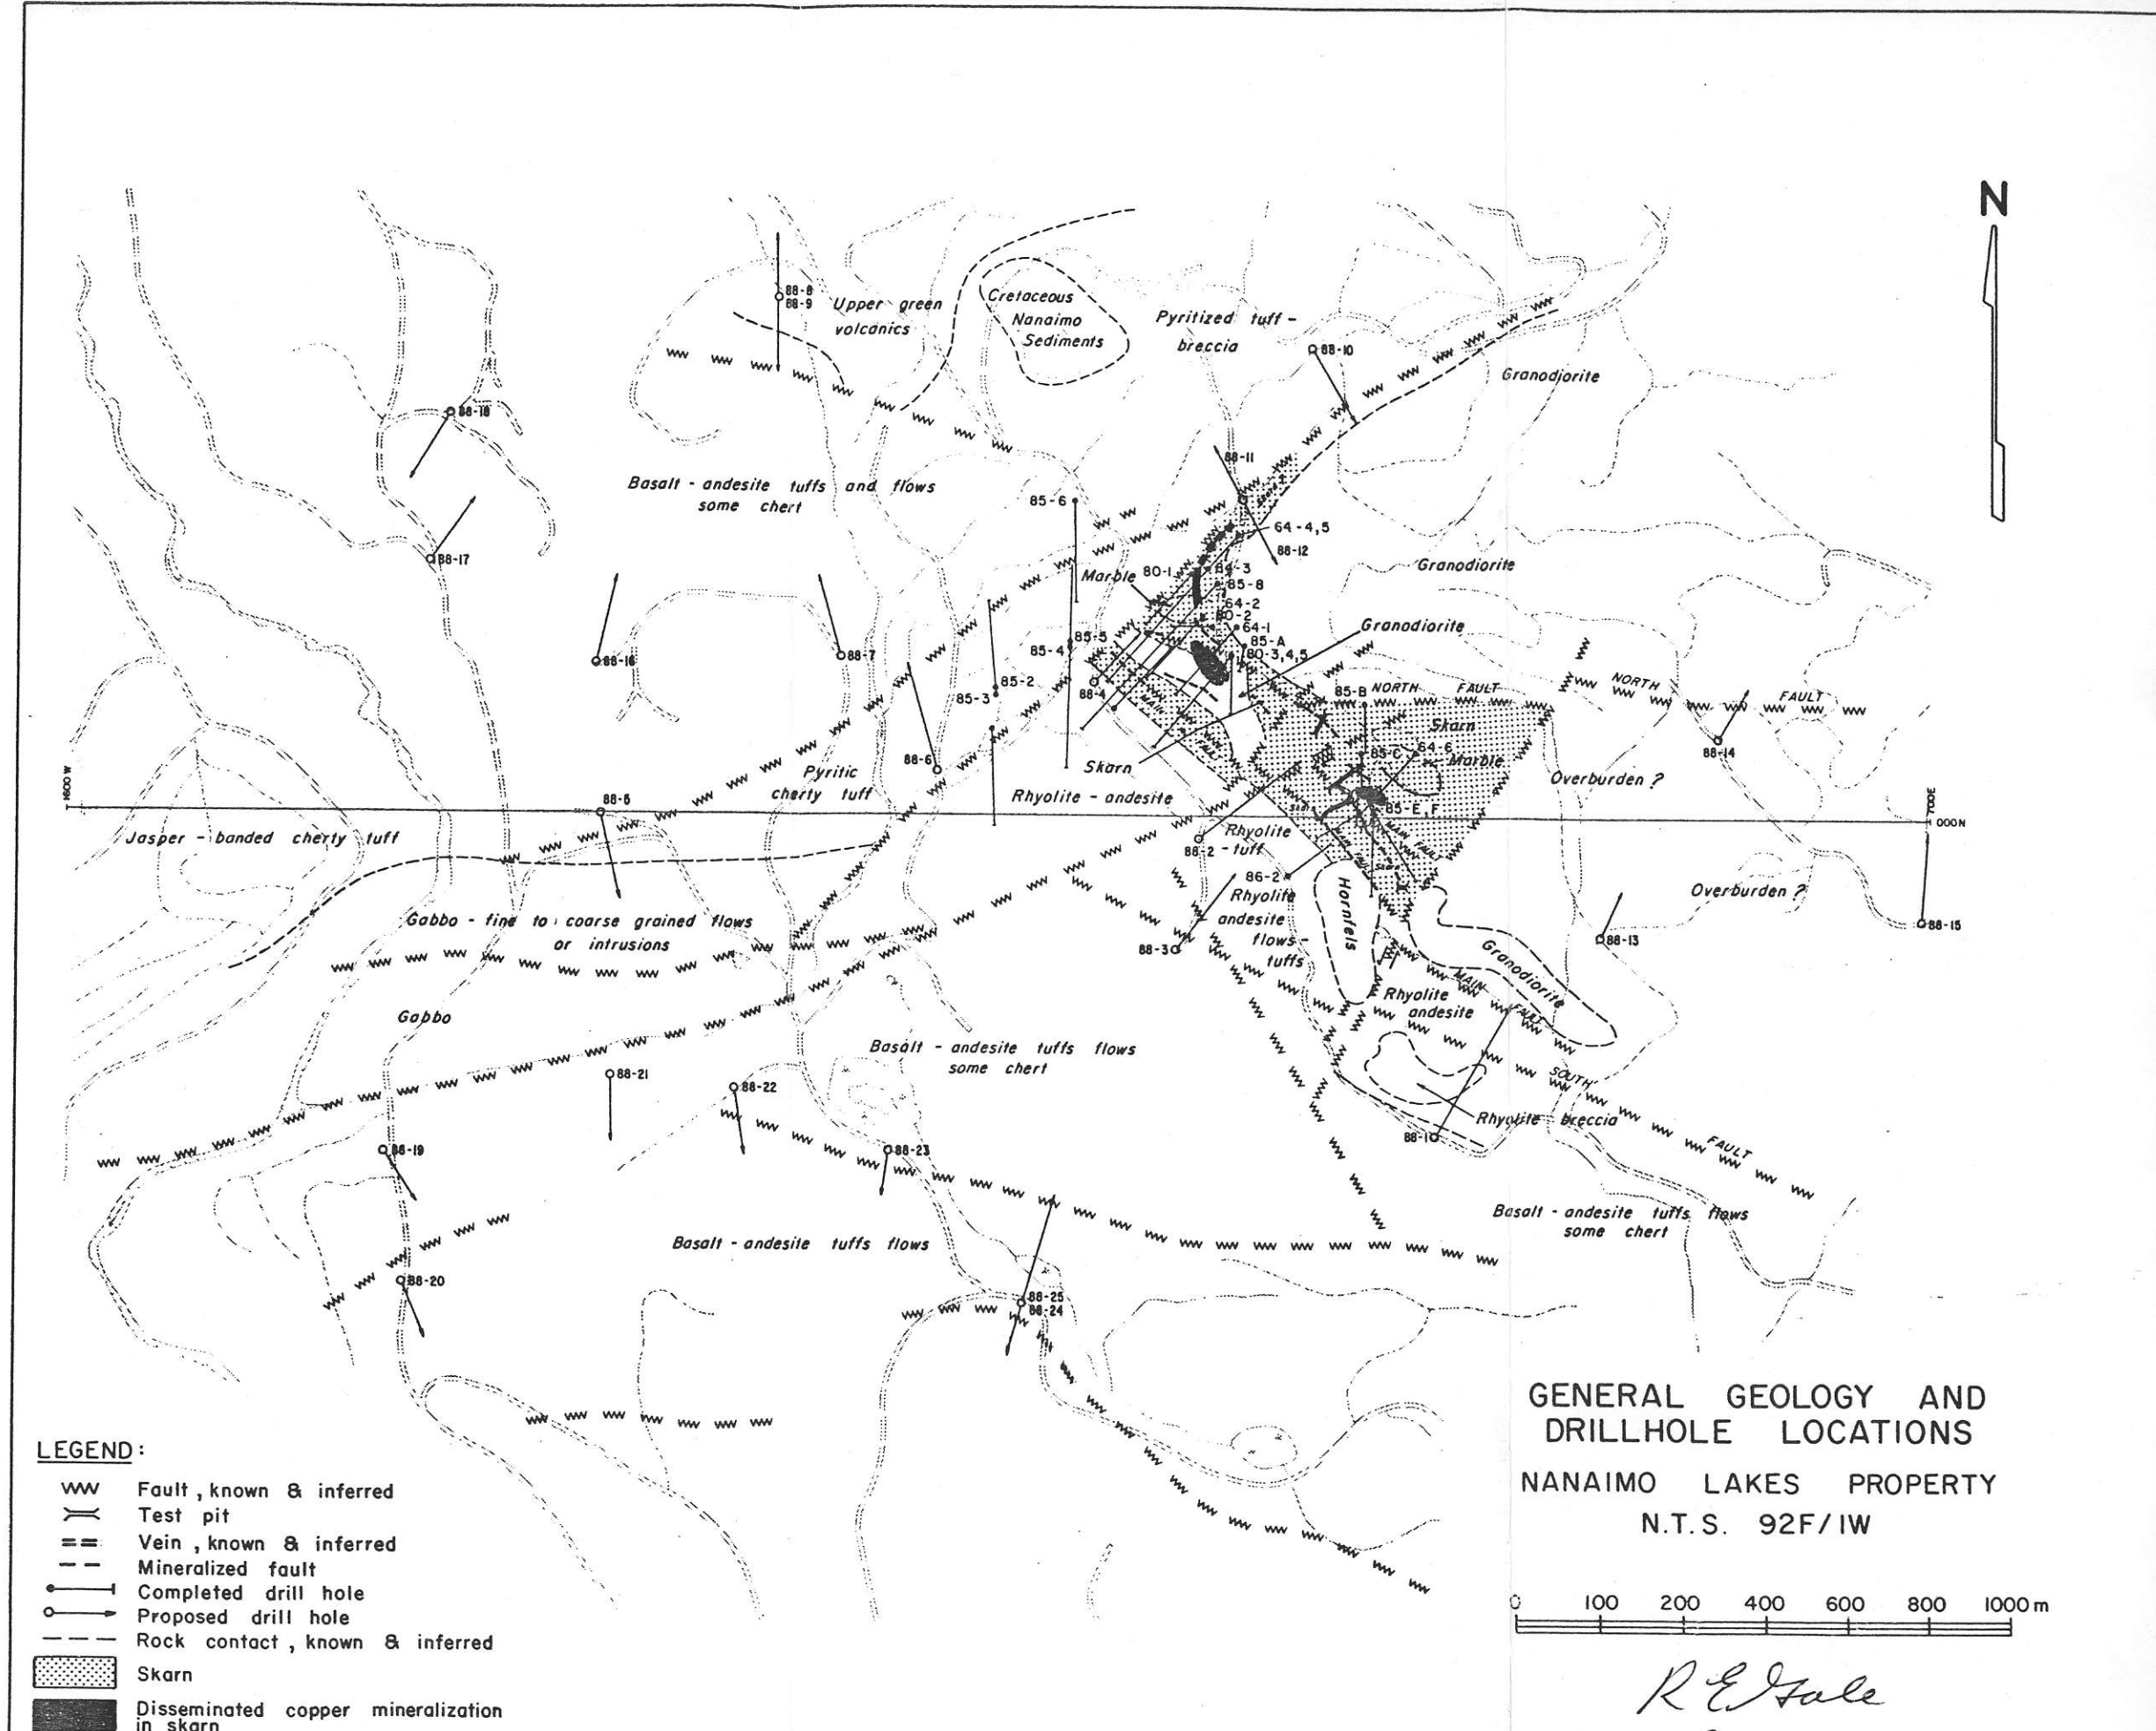 N
88-8
88-9
Upper green
volcanics
Cretaceous
Nanaimo
Sediments
Pyritized tuff -
breccia
88-10
Granodiorite
88-18
88-11
Basalt - andesite tuffs and flows
some chert
85-6
64-4,5
88-12
88-17
Marble
80-1
64-3
85-8
Granodiorite
64-2
80-2
64-1
Granodiorite
85-A
80-3,4,5
85-5
85-4
88-16
88-7
85-2
85-3
88-4
MAIN
FAULT
85-B
NORTH FAULT
NORTH FAULT
Skarn
88-14
88-6
85-C
64-6
Marble
Skarn
Overburden ?
Pyritic
cherty tuff
Rhyolite - andesite
1600 W
88-5
85-E, F
700E
000N
Jasper - banded cherty tuff
88-2
Rhyolite
- tuff
MAIN FAULT
MAIN FAULT
86-2
Rhyolite
andesite
flows-
tuffs
Hornfels
Overburden ?
88-15
88-13
88-3
Gabbo - fine to coarse grained flows
or intrusions
Granodiorite
MAIN FAULT
Rhyolite
andesite
Gabbo
Basalt - andesite tuffs flows
some chert
88-21
88-22
SOUTH FAULT
Rhyolite breccia
88-1
88-19
88-23
Basalt - andesite tuffs flows
some chert
Basalt - andesite tuffs flows
88-20
88-25
88-24
GENERAL GEOLOGY AND
DRILLHOLE LOCATIONS
NANAIMO LAKES PROPERTY
N.T.S. 92F/1W
0 100 200 400 600 800 1000 m
R E Gale
LEGEND:
Fault , known & inferred
Test pit
Vein , known & inferred
Mineralized fault
Completed drill hole
Proposed drill hole
Rock contact , known & inferred
Skarn
Disseminated copper mineralization
in skarn